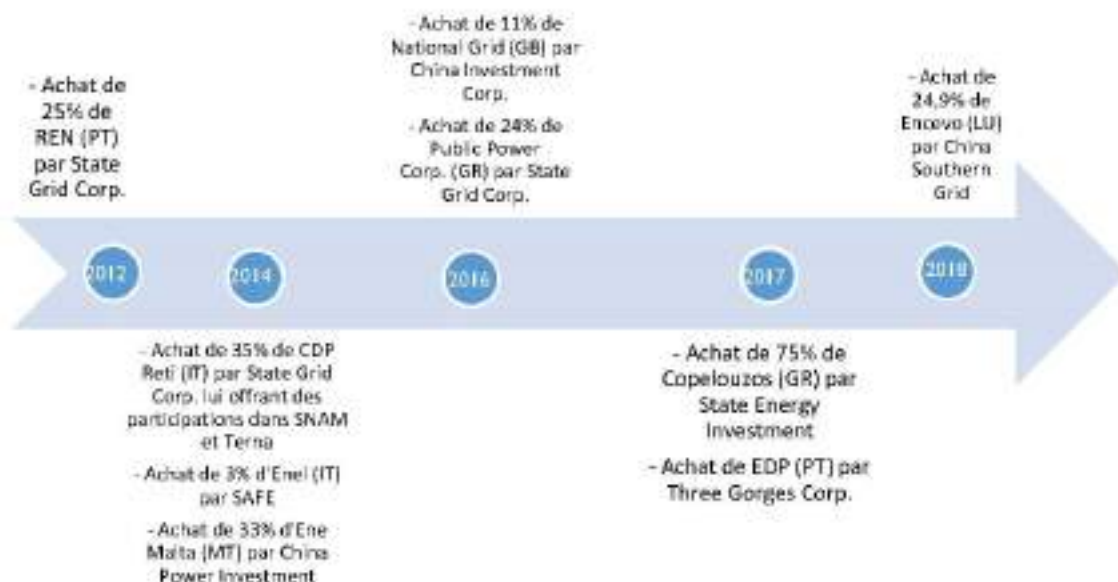 - Achat de
25% de
REN (PT)
par State
Grid Corp.
- Achat de 11% de
National Grid (GB) par
China Investment
Corp.
- Achat de 24% de
Public Power
Corp. (GR) par State
Grid Corp.
- Achat de
24,9% de
Encevo (LU)
par China
Southern
Grid
2012
2014
2016
2017
2018
- Achat de 35% de CDP
Reti (IT) par State Grid
Corp. lui offrant des
participations dans SNAM
et Terna
- Achat de 3% d'Enel (IT)
par SAFE
- Achat de 33% d'Ene
Malta (MT) par China
Power Investment
- Achat de 75% de
Copelouzos (GR) par
State Energy
Investment
- Achat de EDP (PT) par
Three Gorges Corp.